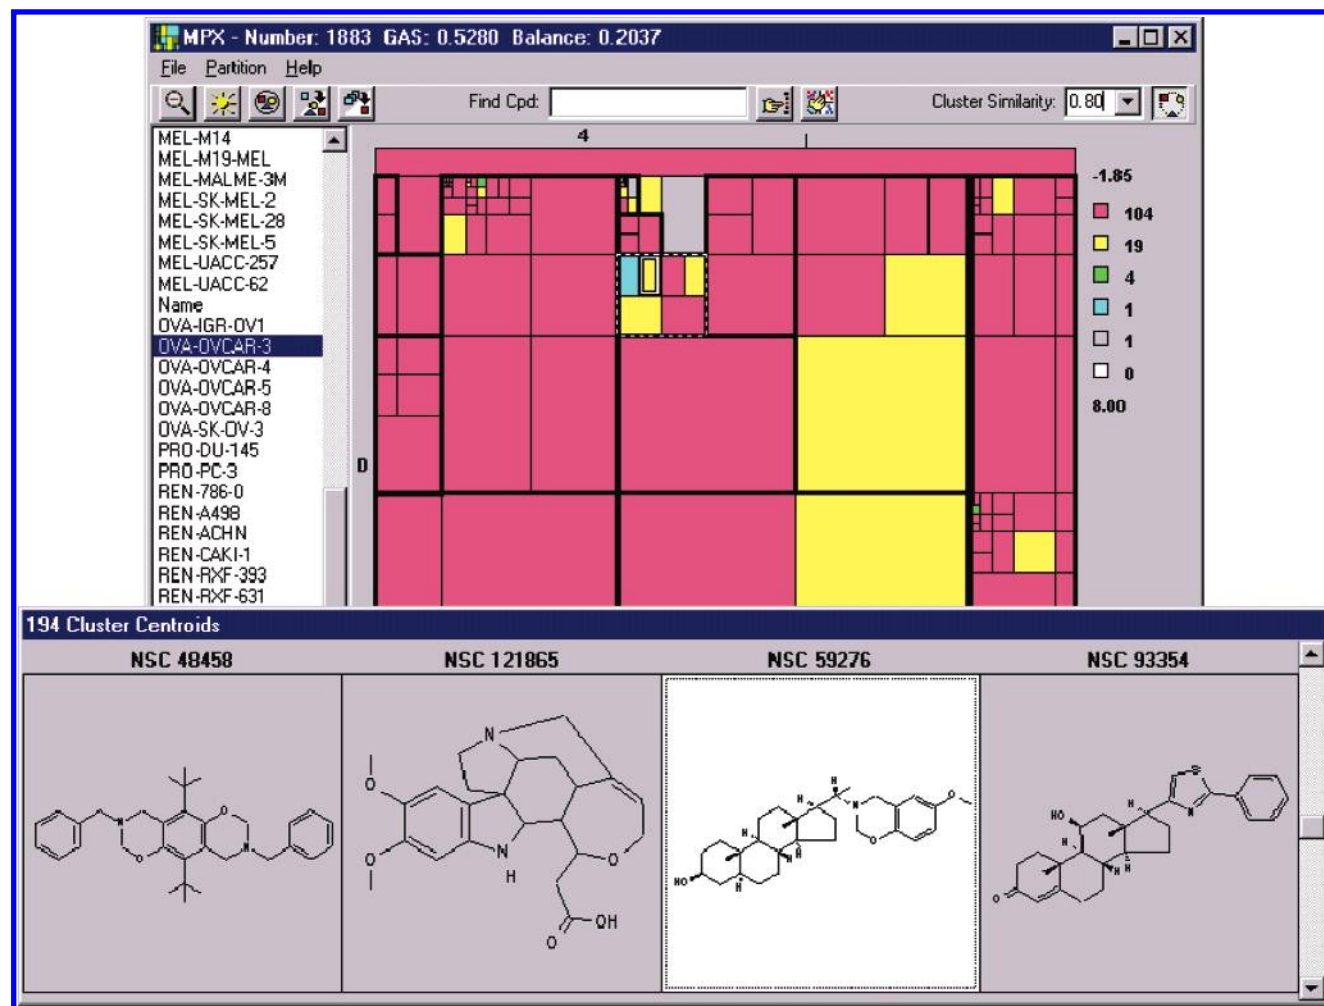 MPX - Number: 1883 GAS: 0.5280 Balance: 0.2037
File Partition Help
Find Cpd:
Cluster Similarity: 0.80
MEL-M14
MEL-M19-MEL
MEL-MALME-3M
MEL-SK-MEL-2
MEL-SK-MEL-28
MEL-SK-MEL-5
MEL-UACC-257
MEL-UACC-62
Name
OVA-IGR-OV1
OVA-OVCAR-3
OVA-OVCAR-4
OVA-OVCAR-5
OVA-OVCAR-8
OVA-SK-OV-3
PRO-DU-145
PRO-PC-3
REN-786-0
REN-A498
REN-ACHN
REN-CAKI-1
REN-RXF-393
REN-RXF-631
4
D
-1.85
104
19
4
1
1
0
8.00
194 Cluster Centroids
NSC 48458 NSC 121865 NSC 59276 NSC 93354
O
N
O
N
N
O
O
N
H
O
O
OH
H
H
N
O
O
H
H
H
H
HO
S
N
H
HO
H
H
H
O